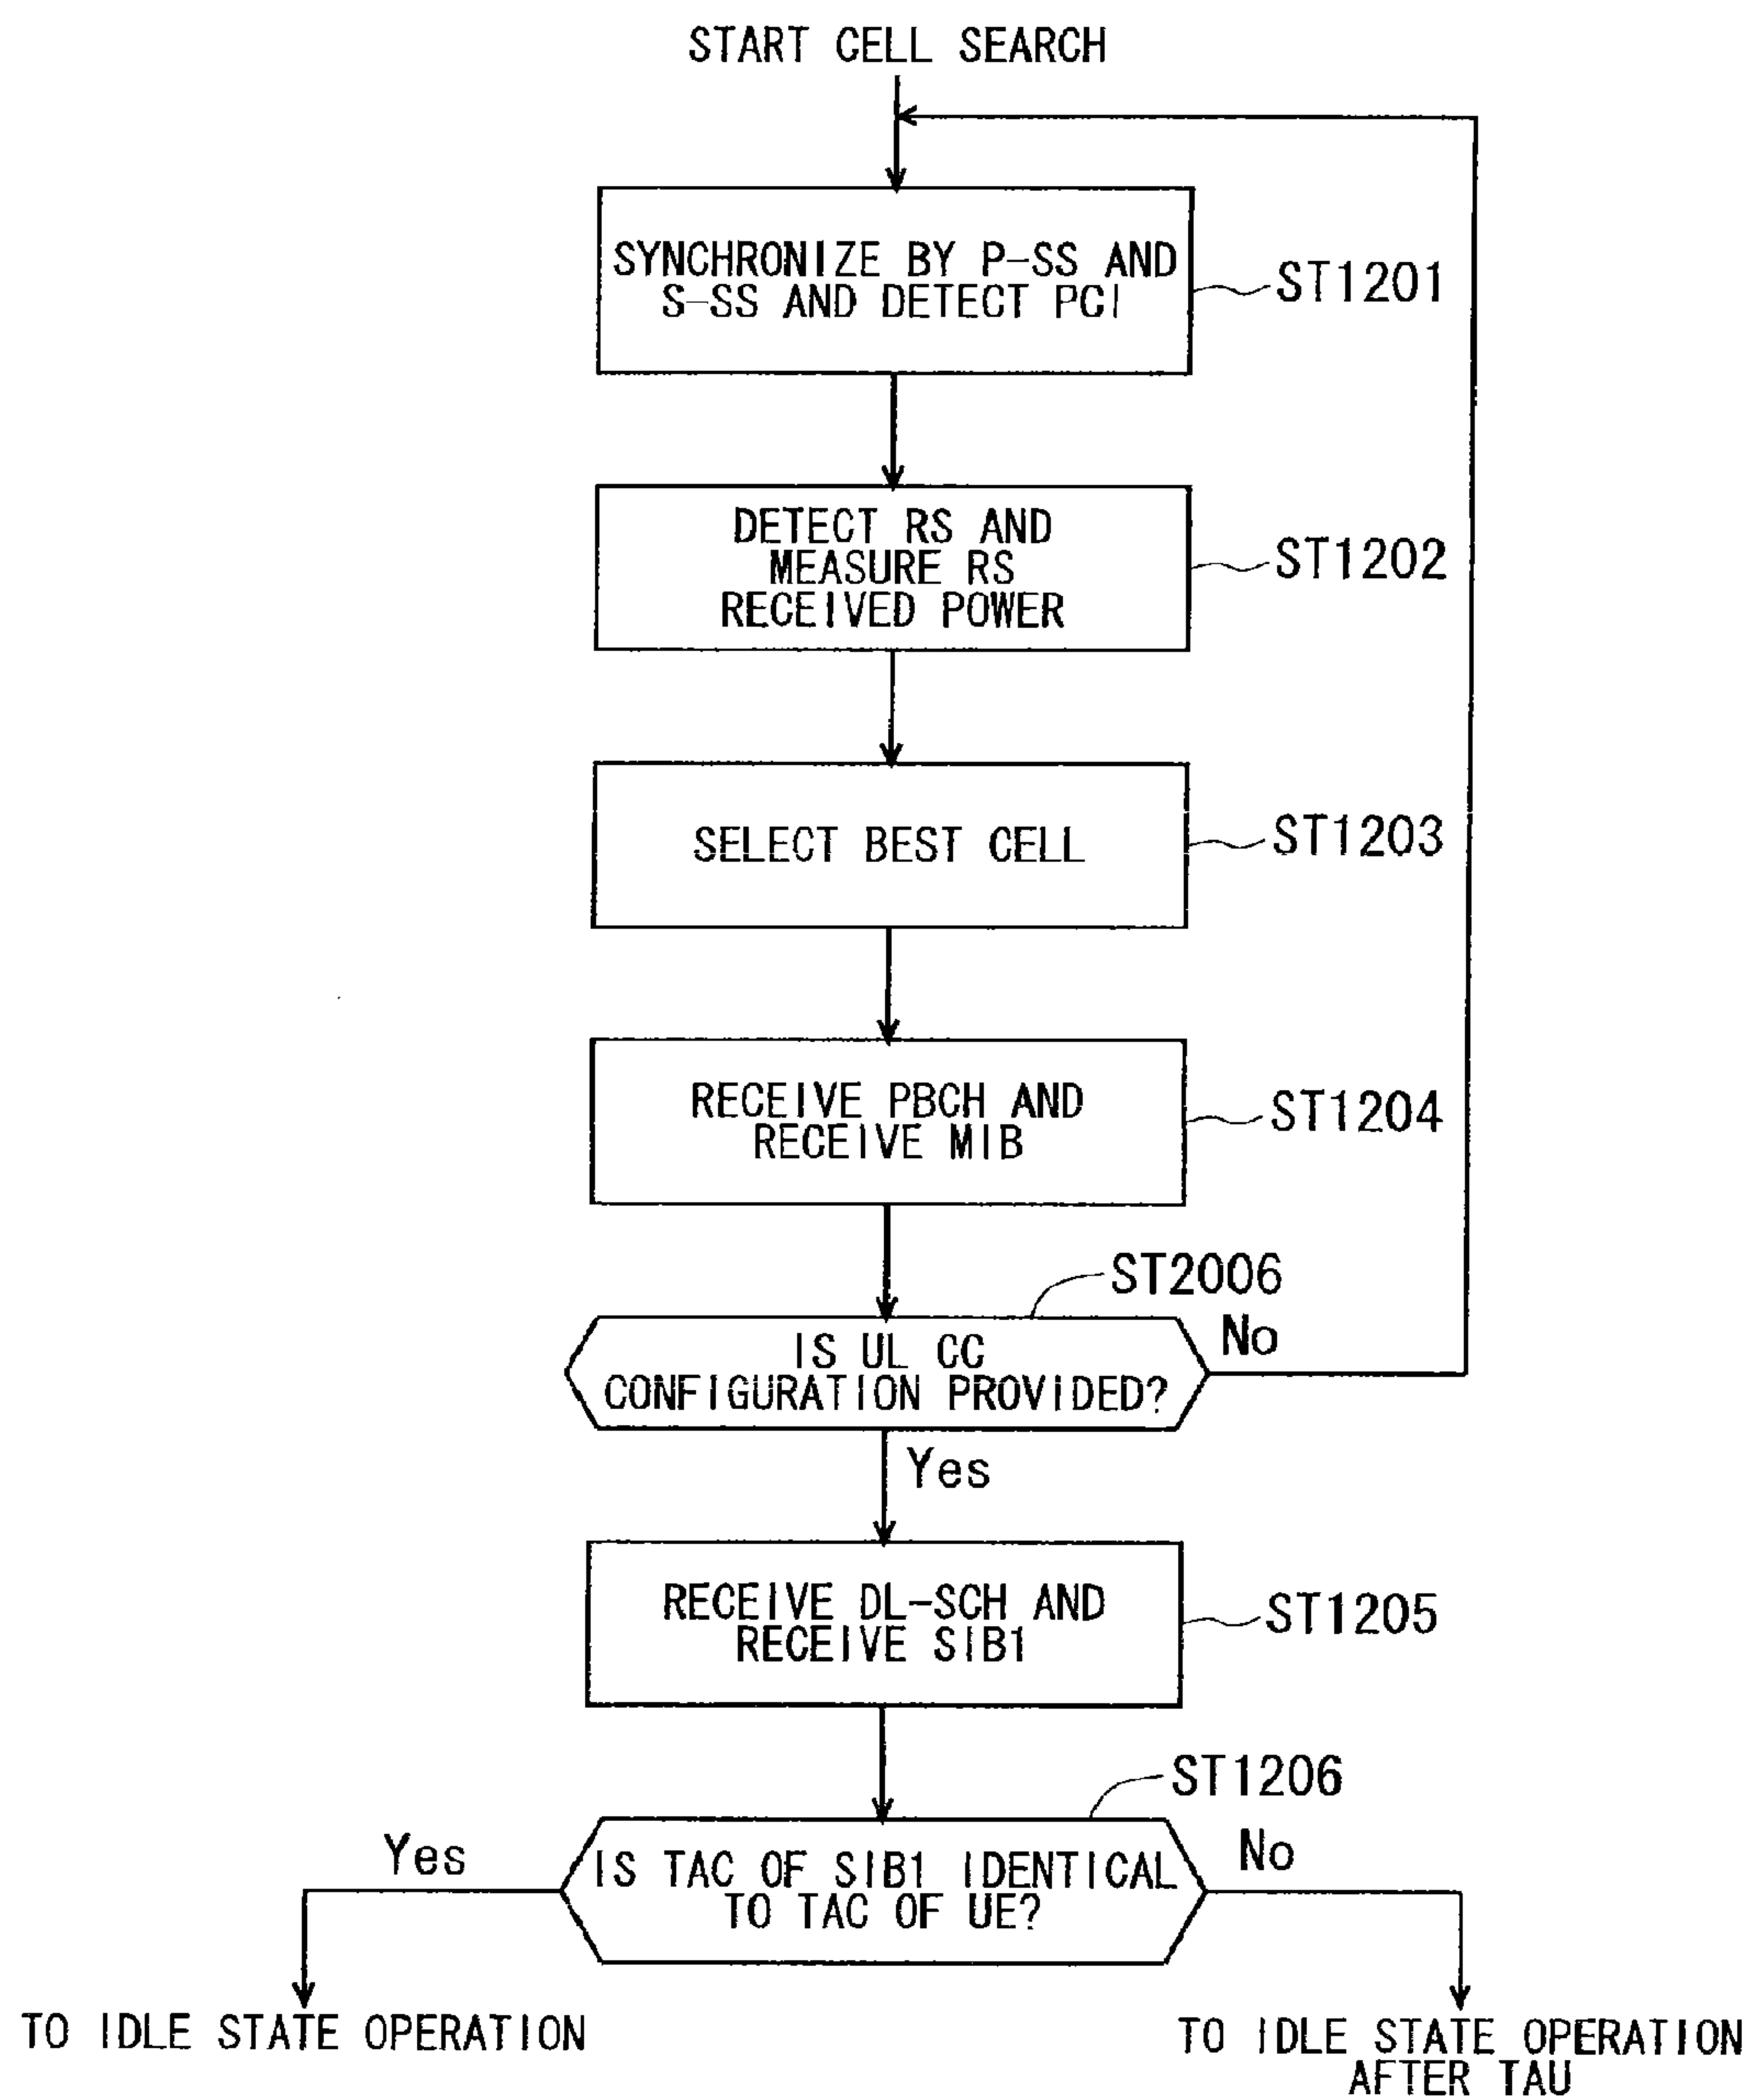 START CELL SEARCH
SYNCHRONIZE BY P-SS AND
S-SS AND DETECT PCI
ST1201
DETECT RS AND
MEASURE RS
RECEIVED POWER
ST1202
SELECT BEST CELL
ST1203
RECEIVE PBCH AND
RECEIVE MIB
ST1204
ST2006
IS UL CC
CONFIGURATION PROVIDED?
No
Yes
RECEIVE DL-SCH AND
RECEIVE SIB1
ST1205
ST1206
Yes
IS TAC OF SIB1 IDENTICAL
TO TAC OF UE?
No
TO IDLE STATE OPERATION
TO IDLE STATE OPERATION
AFTER TAU